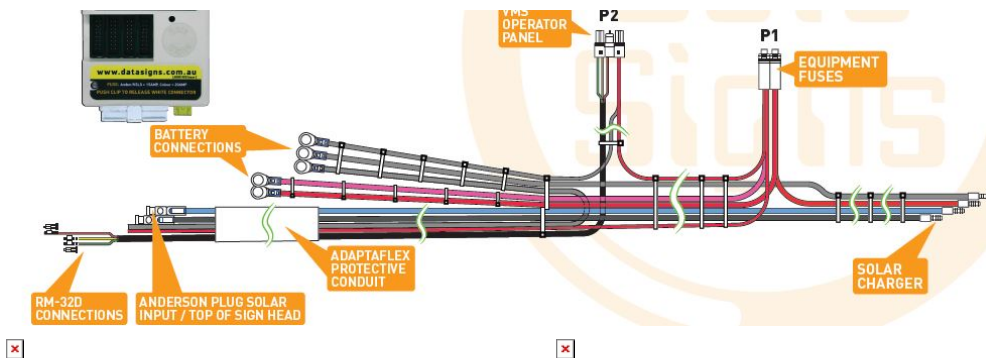 VMS
OPERATOR
PANEL
P2
P1
EQUIPMENT
FUSES
www.datasigns.com.au
PUSH CLIP TO RELEASE WHITE CONNECTOR
BATTERY
CONNECTIONS
Signs
ADAPTAFLEX
PROTECTIVE
CONDUIT
SOLAR
CHARGER
RM-32D
CONNECTIONS
ANDERSON PLUG SOLAR
INPUT / TOP OF SIGN HEAD